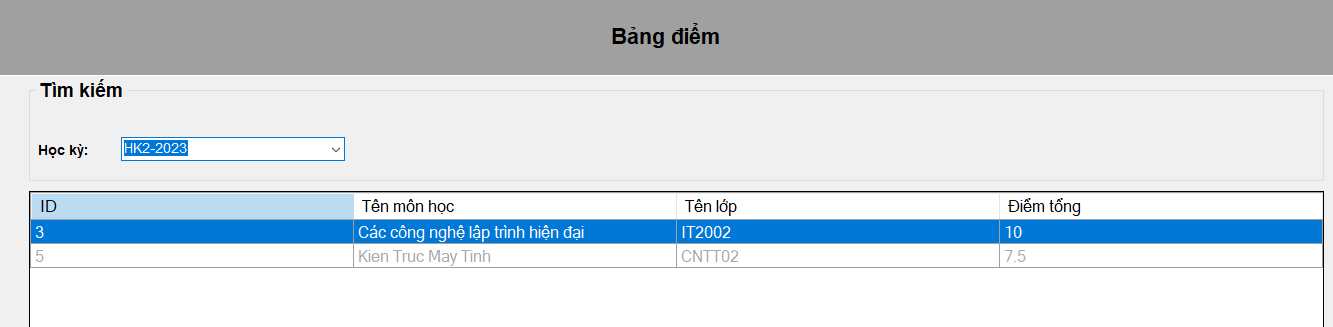 Bảng điểm
Tìm kiếm
Học kỳ: HK2-2023
ID Tên môn học Tên lớp Điểm tổng
3 Các công nghệ lập trình hiện đại IT2002 10
5 Kien Truc May Tinh CNTT02 7.5